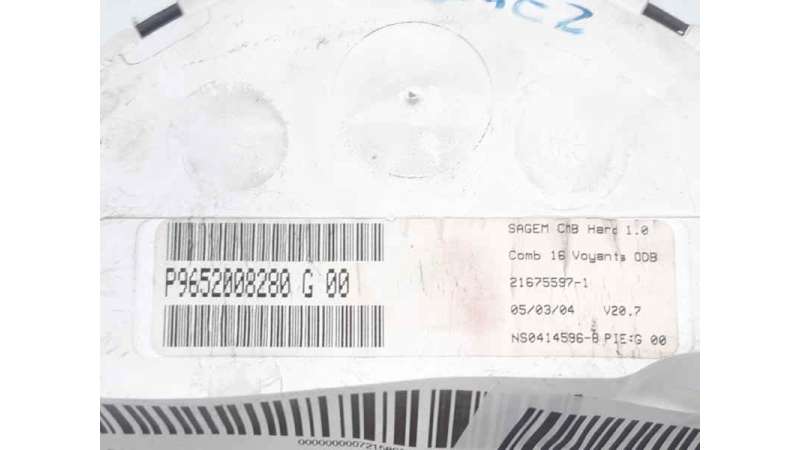 SAGEM CMB Hard 1.0
Comb 16 Voyants ODB
P9652008280 G 00
21675597-1
05/03/04 V20.7
NS0414596-B PIE:G 00